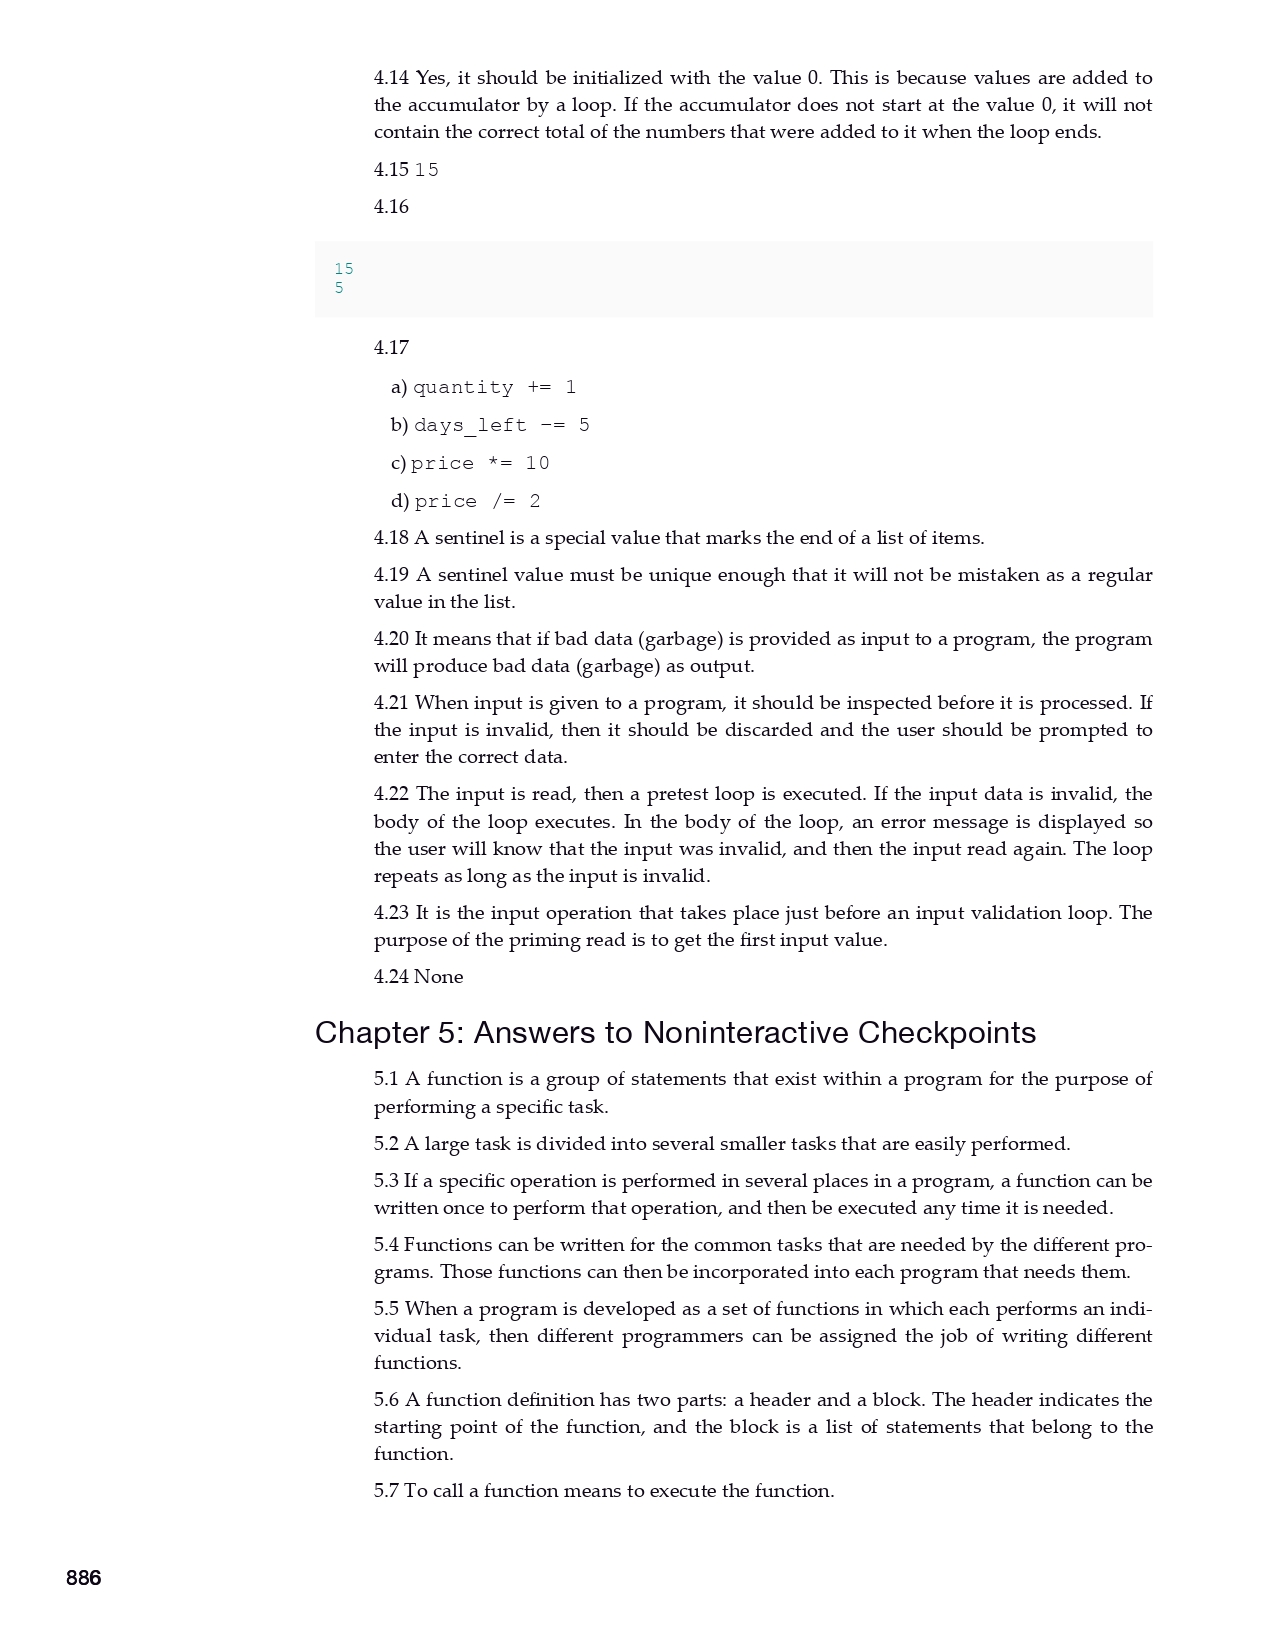 4.14 Yes, it should be initialized with the value 0. This is because values are added to
the accumulator by a loop. If the accumulator does not start at the value 0, it will not
contain the correct total of the numbers that were added to it when the loop ends.
4.15 15
4.16
15
5
4.17
a) quantity += 1
b) days_left −= 5
c) price *= 10
d) price /= 2
4.18 A sentinel is a special value that marks the end of a list of items.
4.19 A sentinel value must be unique enough that it will not be mistaken as a regular
value in the list.
4.20 It means that if bad data (garbage) is provided as input to a program, the program
will produce bad data (garbage) as output.
4.21 When input is given to a program, it should be inspected before it is processed. If
the input is invalid, then it should be discarded and the user should be prompted to
enter the correct data.
4.22 The input is read, then a pretest loop is executed. If the input data is invalid, the
body of the loop executes. In the body of the loop, an error message is displayed so
the user will know that the input was invalid, and then the input read again. The loop
repeats as long as the input is invalid.
4.23 It is the input operation that takes place just before an input validation loop. The
purpose of the priming read is to get the first input value.
4.24 None
Chapter 5: Answers to Noninteractive Checkpoints
5.1 A function is a group of statements that exist within a program for the purpose of
performing a specific task.
5.2 A large task is divided into several smaller tasks that are easily performed.
5.3 If a specific operation is performed in several places in a program, a function can be
written once to perform that operation, and then be executed any time it is needed.
5.4 Functions can be written for the common tasks that are needed by the different pro-
grams. Those functions can then be incorporated into each program that needs them.
5.5 When a program is developed as a set of functions in which each performs an indi-
vidual task, then different programmers can be assigned the job of writing different
functions.
5.6 A function definition has two parts: a header and a block. The header indicates the
starting point of the function, and the block is a list of statements that belong to the
function.
5.7 To call a function means to execute the function.
886